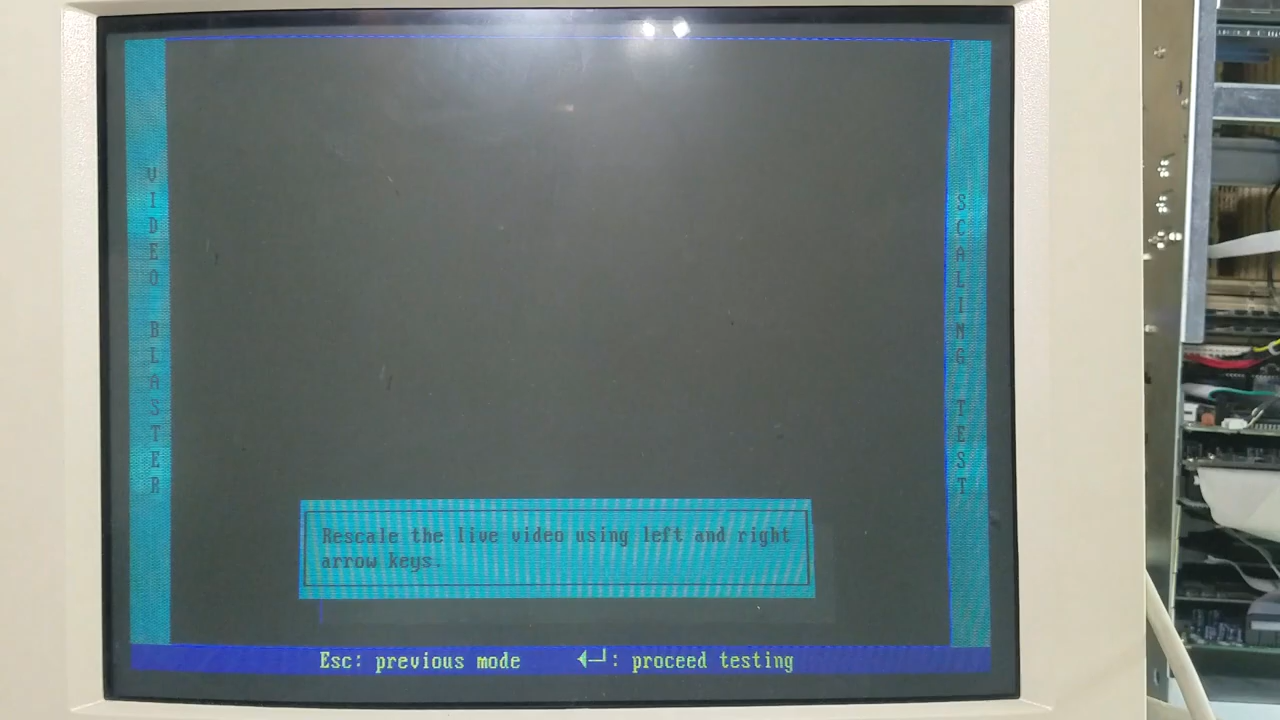 VIDEO BLASTER
SCALING TEST
Rescale the live video using left and right
arrow keys.
Esc: previous mode ◄─┘: proceed testing